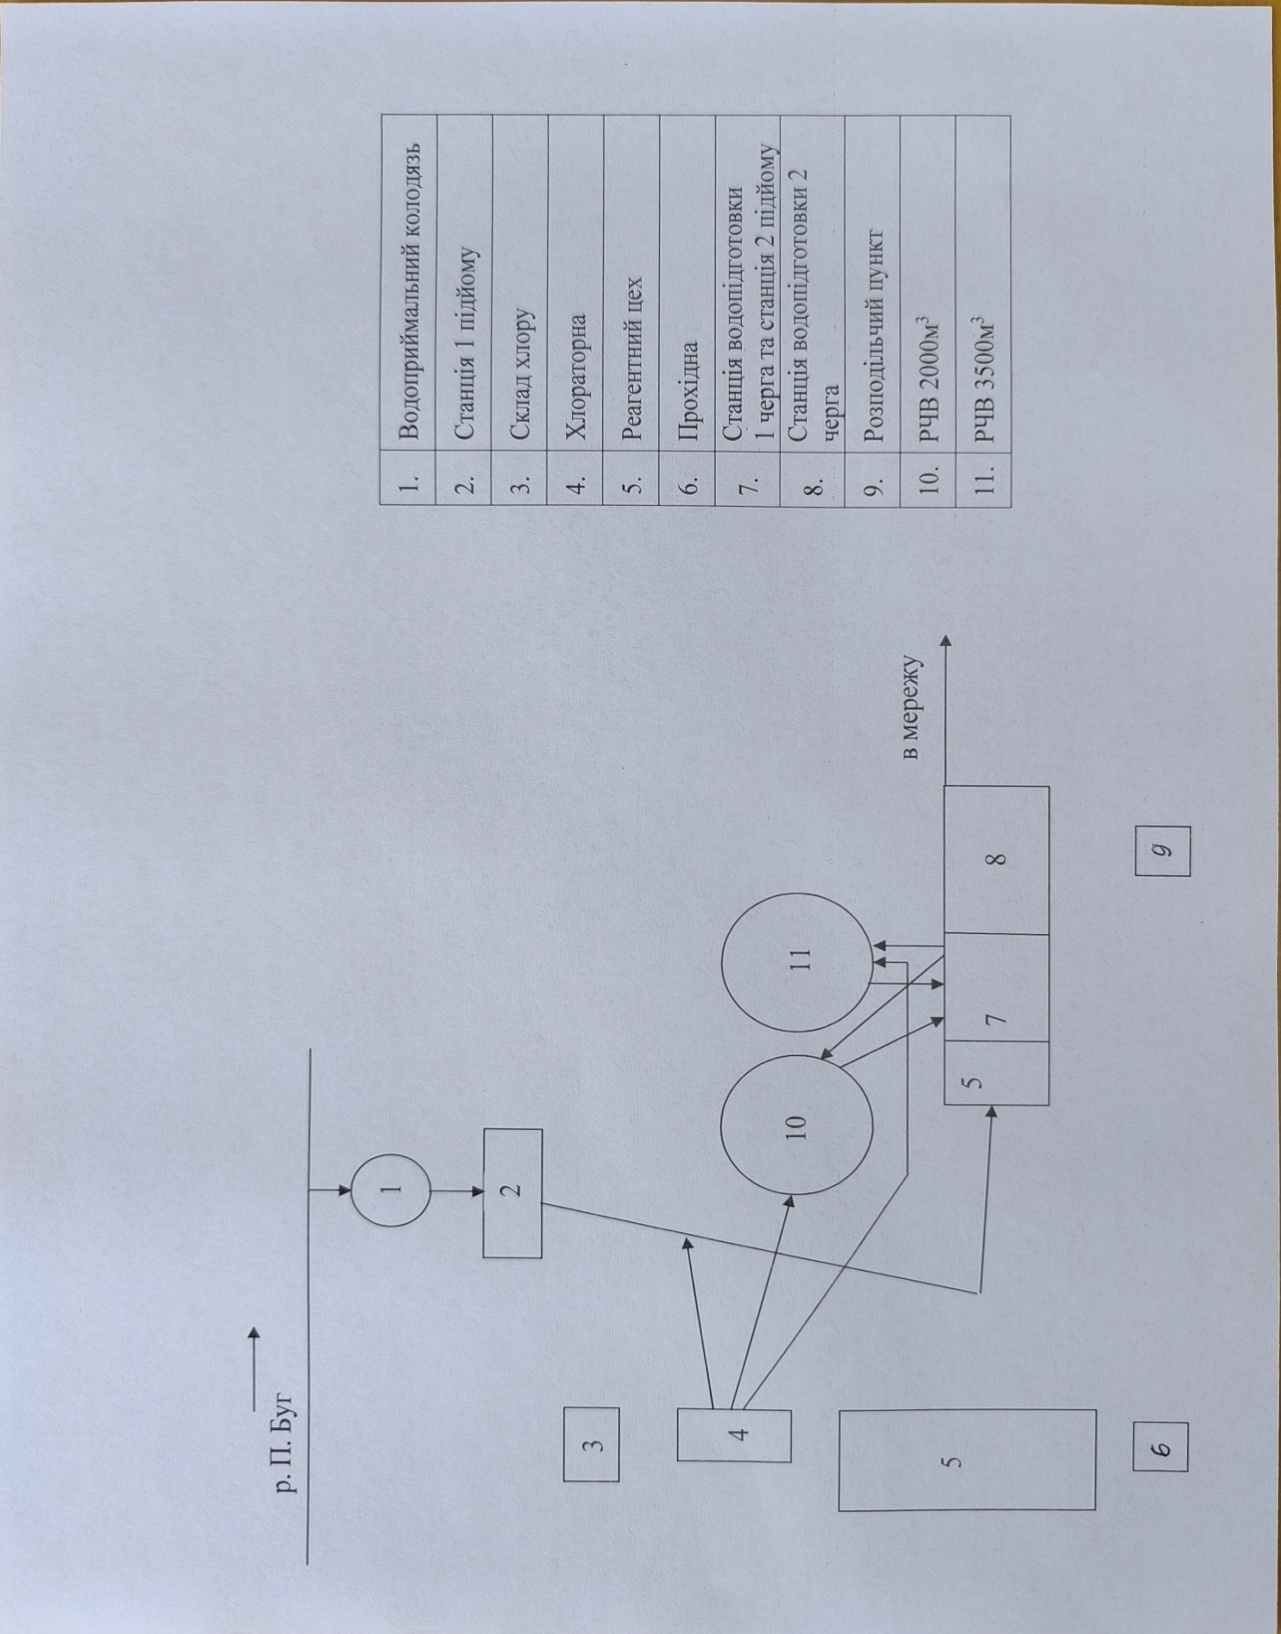 р. П. Буг
1
2
3
4
5
6
10
11
5
7
8
9
в мережу
1. Водоприймальний колодязь
2. Станція 1 підйому
3. Склад хлору
4. Хлораторна
5. Реагентний цех
6. Прохідна
7. Станція водопідготовки
1 черга та станція 2 підйому
8. Станція водопідготовки 2
черга
9. Розподільчий пункт
10. РЧВ 2000м³
11. РЧВ 3500м³